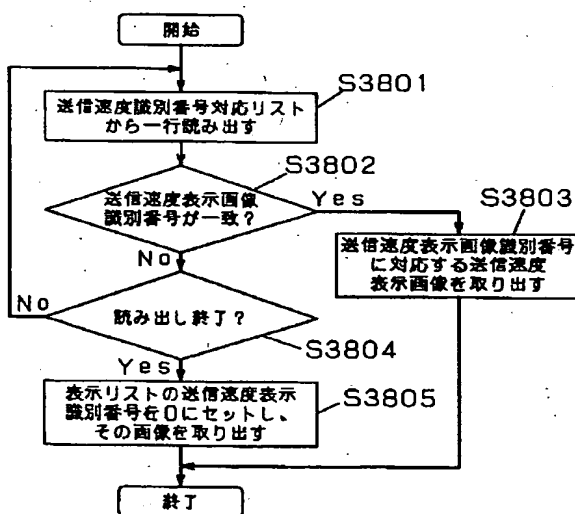 開始
S3801
送信速度識別番号対応リスト
から一行読み出す
S3802
送信速度表示画像
識別番号が一致?
Yes
No
S3803
送信速度表示画像識別番号
に対応する送信速度
表示画像を取り出す
No
読み出し終了?
S3804
Yes
表示リストの送信速度表示
識別番号を0にセットし、
その画像を取り出す
S3805
終了